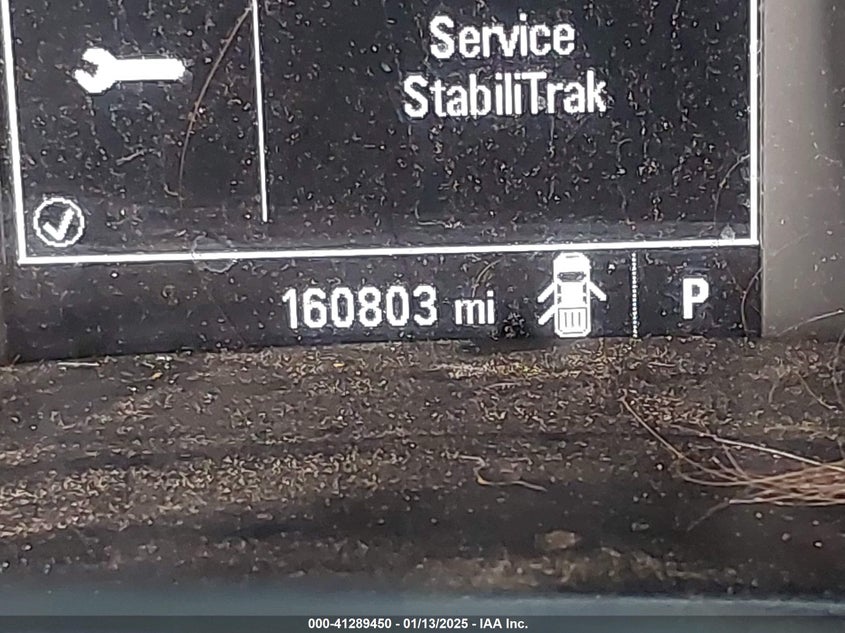 Service
StabiliTrak
160803 mi
P
000-41289450 - 01/13/2025 - IAA Inc.